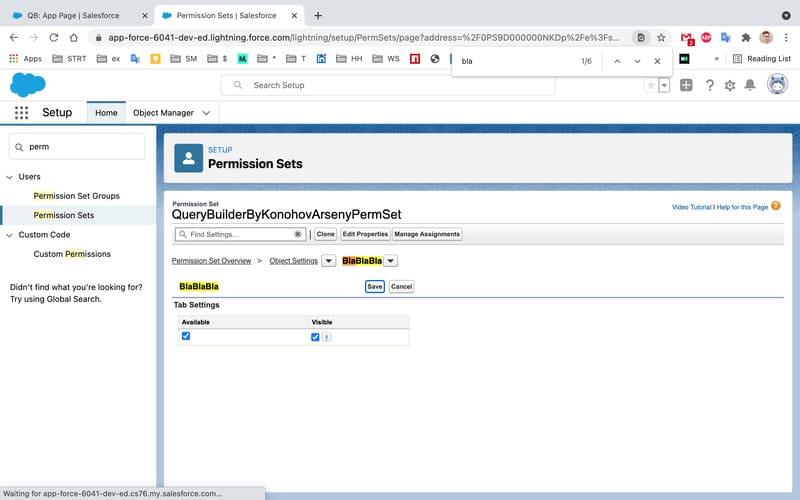 QB: App Page | Salesforce
Permission Sets | Salesforce
app-force-6041-dev-ed.lightning.force.com/lightning/setup/PermSets/page?address=%2F0PS9D000000NKDp%2Fe%3Fs...
2
ABP
Apps
STRT
ex
SM
$
M.
*
T
HH
WS
»
Reading List
bla
1/6
Search Setup
Setup
Home
Object Manager
perm
Users
Permission Set Groups
Permission Sets
Custom Code
Custom Permissions
Didn't find what you're looking for?
Try using Global Search.
SETUP
Permission Sets
Permission Set
QueryBuilderByKonohovArsenyPermSet
Video Tutorial | Help for this Page
Find Settings...
Clone
Edit Properties
Manage Assignments
Permission Set Overview > Object Settings BlaBlaBla
BlaBlaBla
Save
Cancel
Tab Settings
Available
Visible
i
Waiting for app-force-6041-dev-ed.cs76.my.salesforce.com...